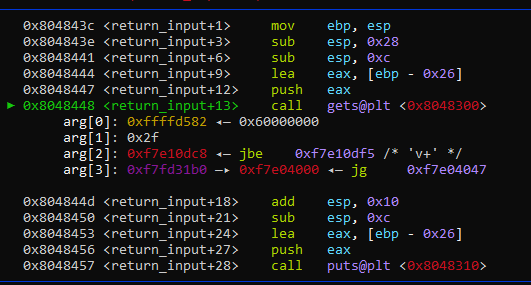 0x804843c <return_input+1> mov ebp, esp
0x804843e <return_input+3> sub esp, 0x28
0x8048441 <return_input+6> sub esp, 0xc
0x8048444 <return_input+9> lea eax, [ebp - 0x26]
0x8048447 <return_input+12> push eax
► 0x8048448 <return_input+13> call gets@plt <0x8048300>
arg[0]: 0xffffd582 ◂— 0x60000000
arg[1]: 0x2f
arg[2]: 0xf7e10dc8 ◂— jbe 0xf7e10df5 /* 'v+' */
arg[3]: 0xf7fd31b0 —▸ 0xf7e04000 ◂— jg 0xf7e04047
0x804844d <return_input+18> add esp, 0x10
0x8048450 <return_input+21> sub esp, 0xc
0x8048453 <return_input+24> lea eax, [ebp - 0x26]
0x8048456 <return_input+27> push eax
0x8048457 <return_input+28> call puts@plt <0x8048310>